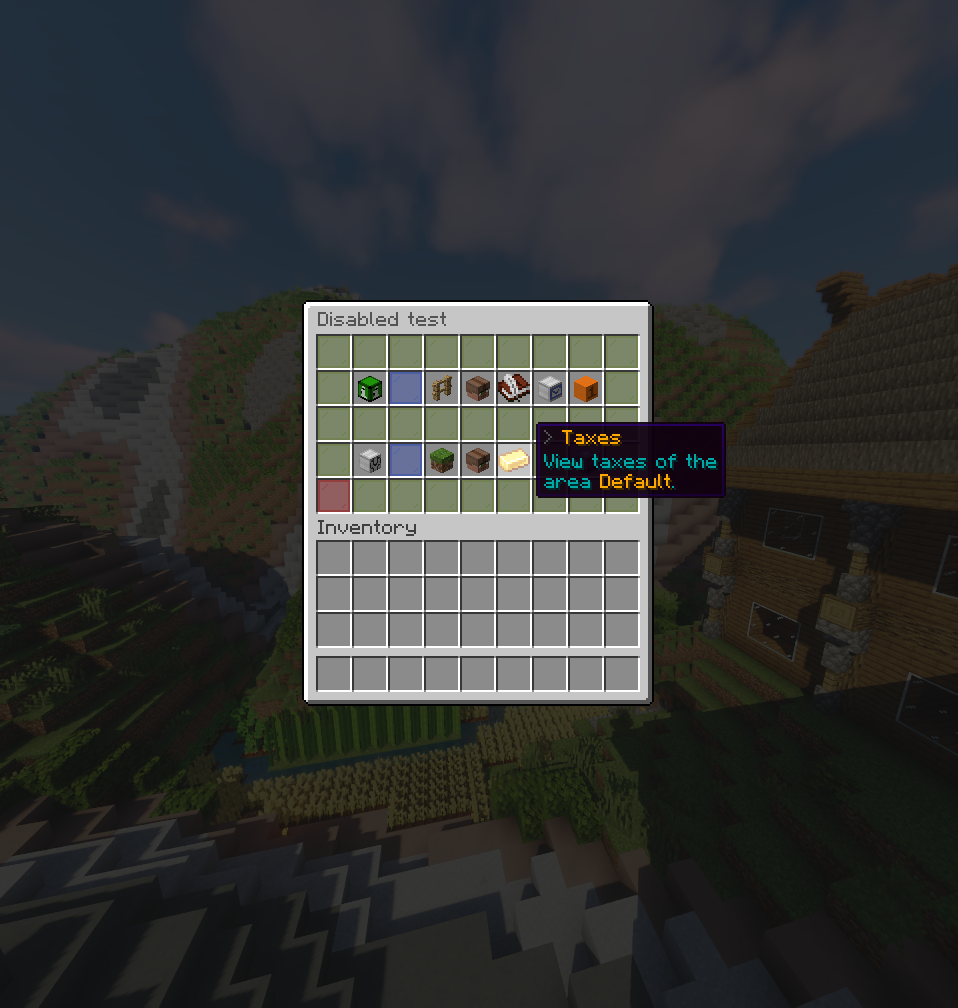 Disabled test
> Taxes
View taxes of the
area Default.
Inventory